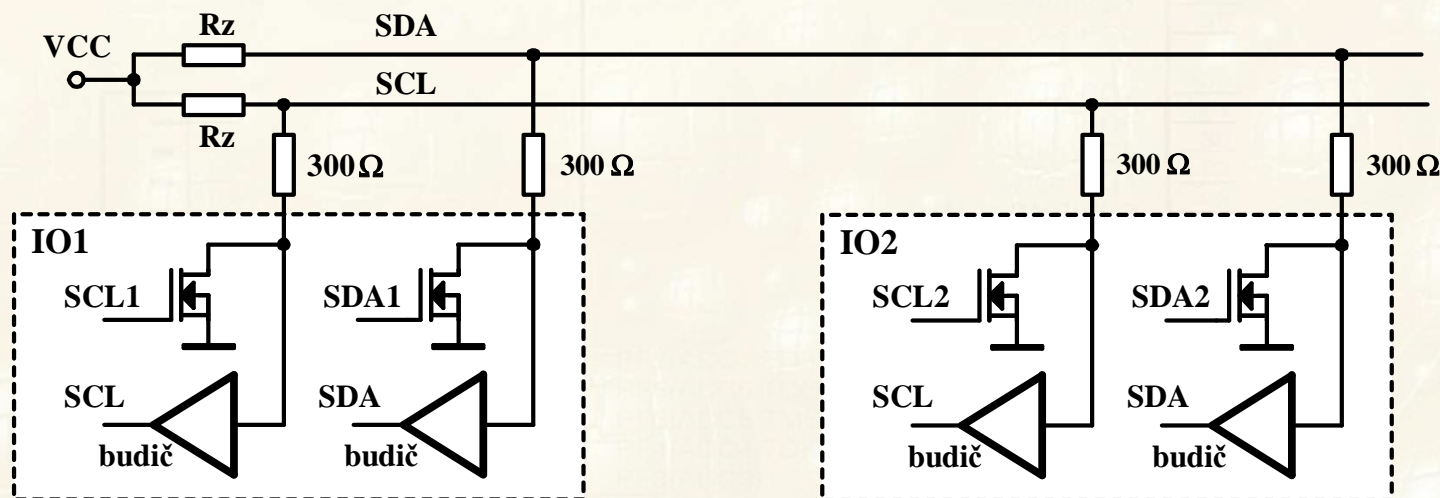 Rz
SDA
VCC
SCL
Rz
300 Ω
300 Ω
300 Ω
300 Ω
IO1
IO2
SCL1
SDA1
SCL2
SDA2
SCL
SDA
SCL
SDA
budič
budič
budič
budič